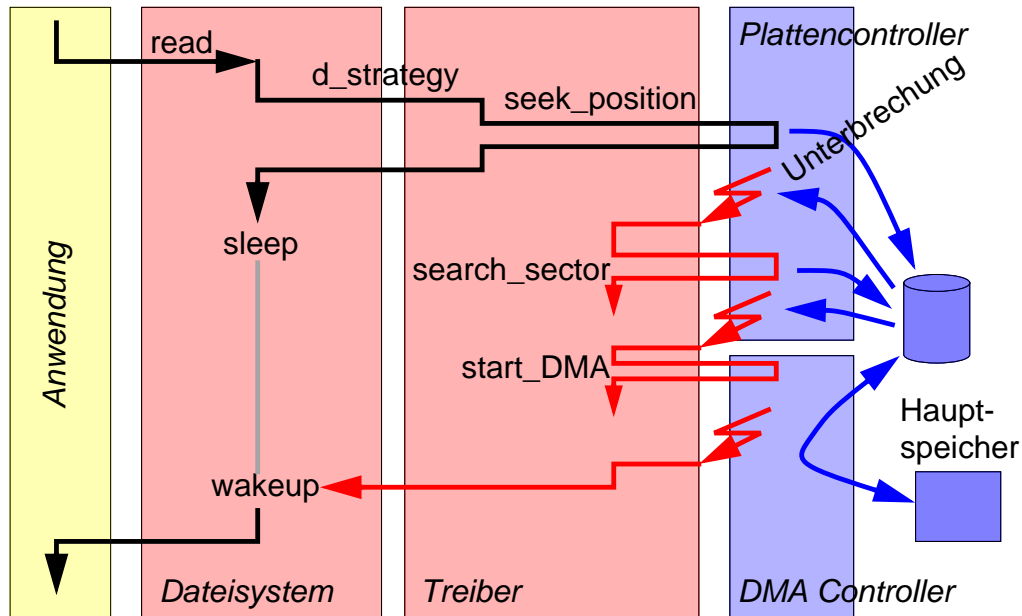 Plattencontroller
read
d_strategy
seek_position
Unterbrechung
sleep
search_sector
Anwendung
start_DMA
Haupt-
speicher
wakeup
Dateisystem
Treiber
DMA Controller